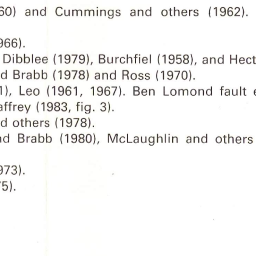 60) and Cummings and others (1962).
966).
Dibblee (1979), Burchfiel (1958), and Hect
d Brabb (1978) and Ross (1970).
1), Leo (1961, 1967). Ben Lomond fault
affrey (1983, fig. 3).
d others (1978).
nd Brabb (1980), McLaughlin and others
973).
75).